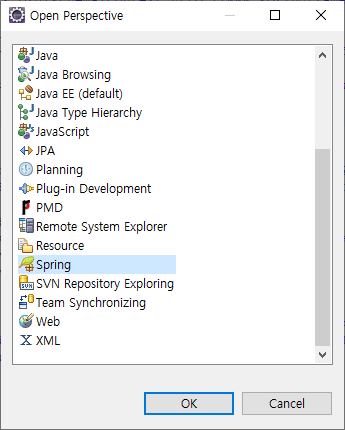 Open Perspective
Java
Java Browsing
Java EE (default)
Java Type Hierarchy
JavaScript
JPA
Planning
Plug-in Development
PMD
Remote System Explorer
Resource
Spring
SVN Repository Exploring
Team Synchronizing
Web
XML
OK
Cancel